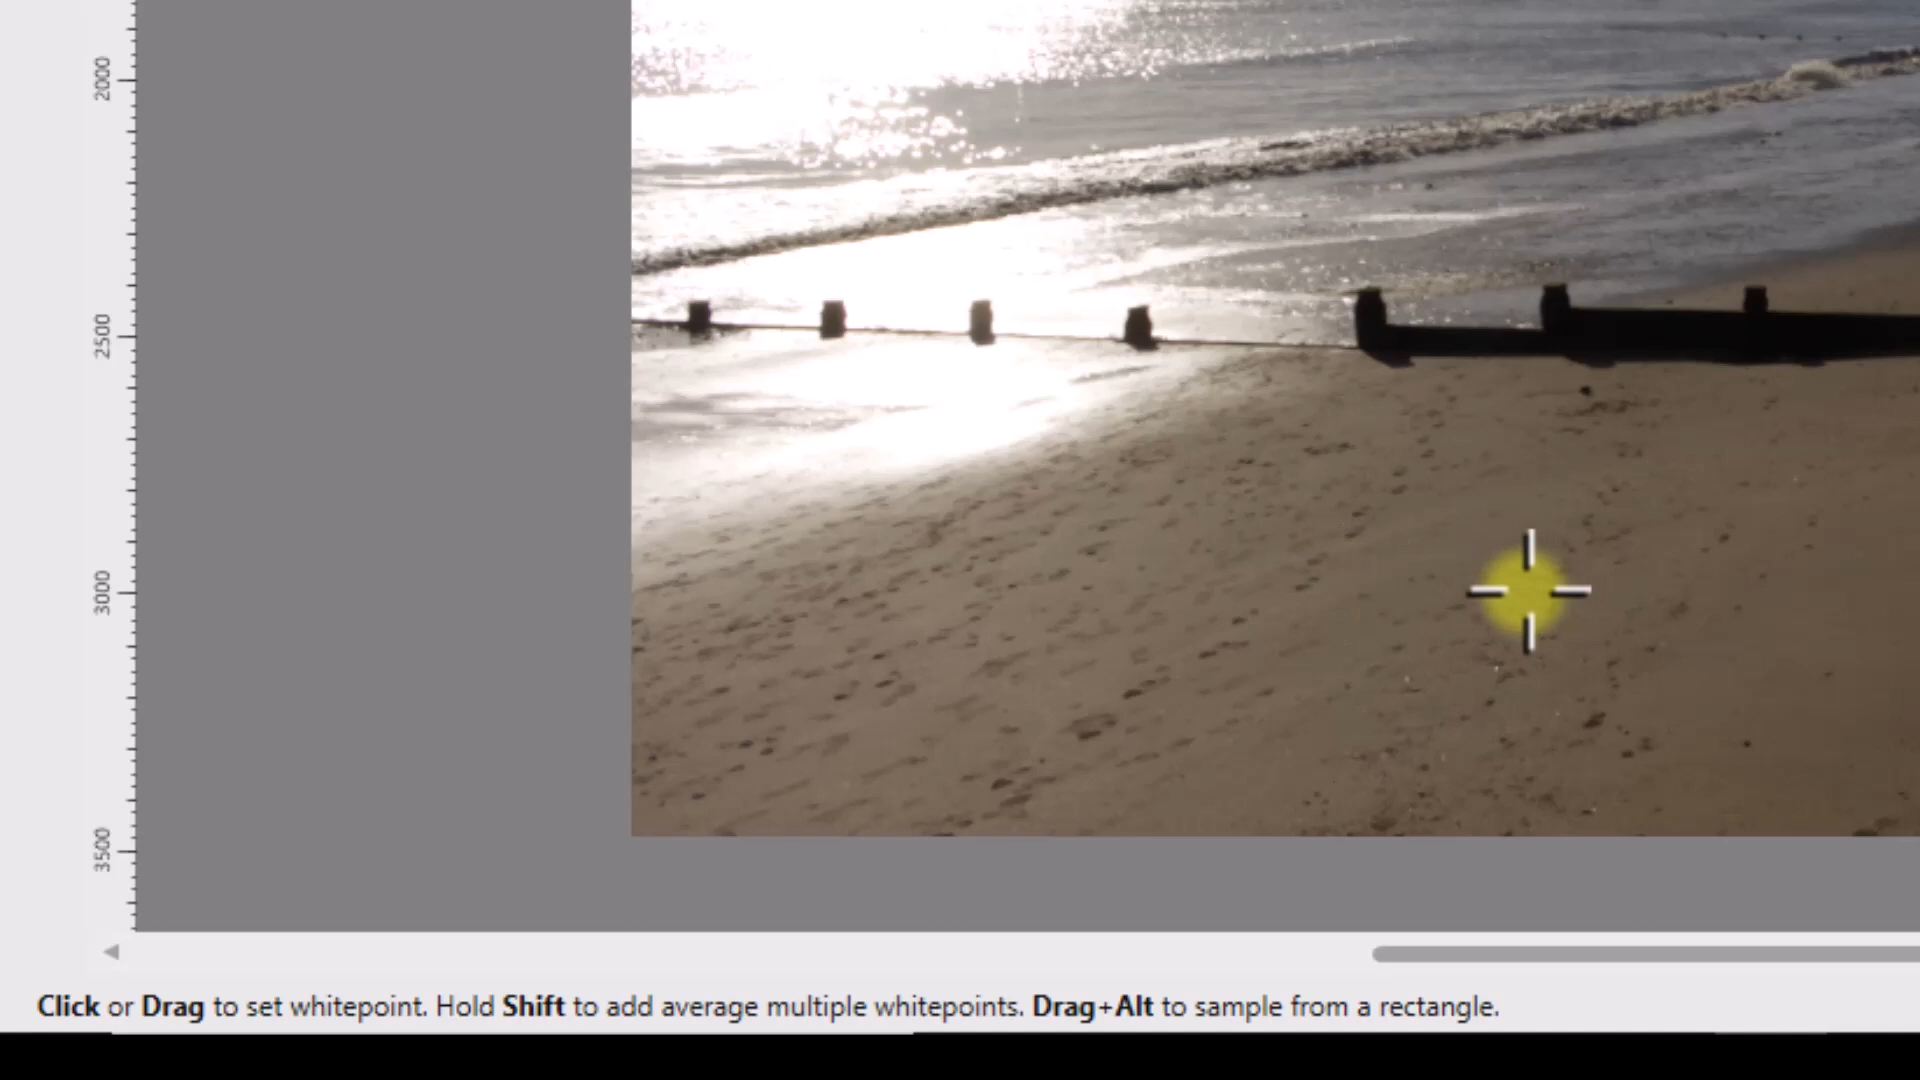 2000
2500
3000
3500
Click or Drag to set whitepoint. Hold Shift to add average multiple whitepoints. Drag+Alt to sample from a rectangle.